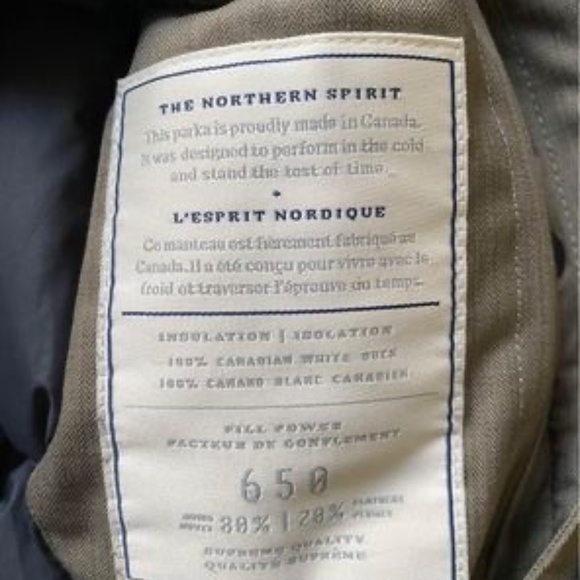 THE NORTHERN SPIRIT
This parka is proudly made in Canada.
It was designed to perform in the cold
and stand the test of time.
L'ESPRIT NORDIQUE
Ce manteau est fièrement fabriqué au
Canada. Il a été conçu pour vivre avec le
froid et traverser l'épreuve du temps.
INSULATION | ISOLATION
100% CANADIAN WHITE DUCK
100% CANARD BLANC CANADIEN
FILL POWER
FACTEUR DE GONFLEMENT
650
80% | 20%
SUPREME QUALITY
QUALITÉ SUPRÊME